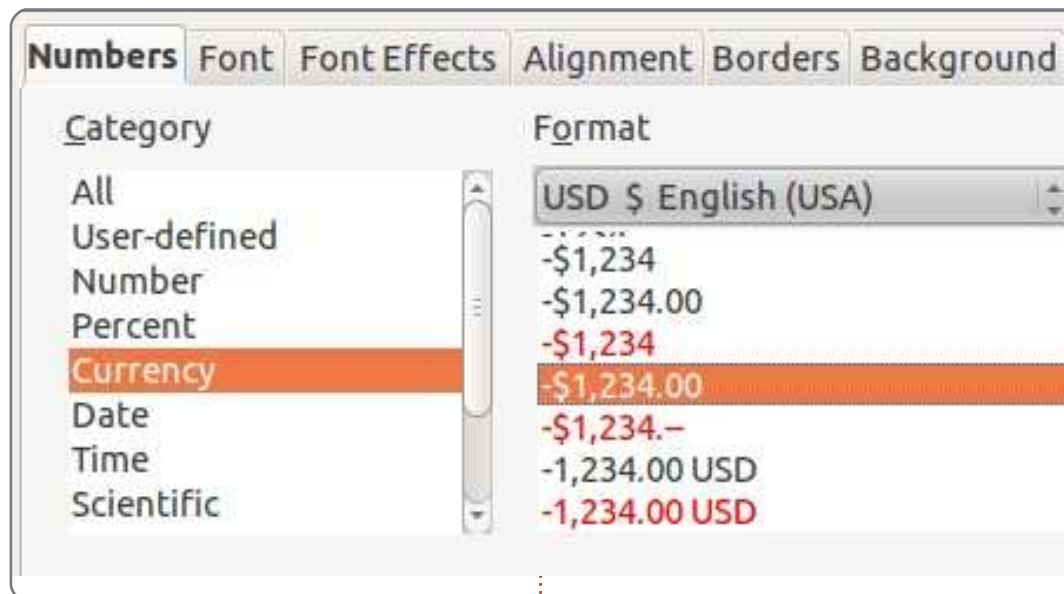 Numbers Font Font Effects Alignment Borders Background
Category
All
User-defined
Number
Percent
Currency
Date
Time
Scientific
Format
USD $ English (USA)
-$1,234
-$1,234.00
-$1,234
-$1,234.00
-$1,234.–
-1,234.00 USD
-1,234.00 USD